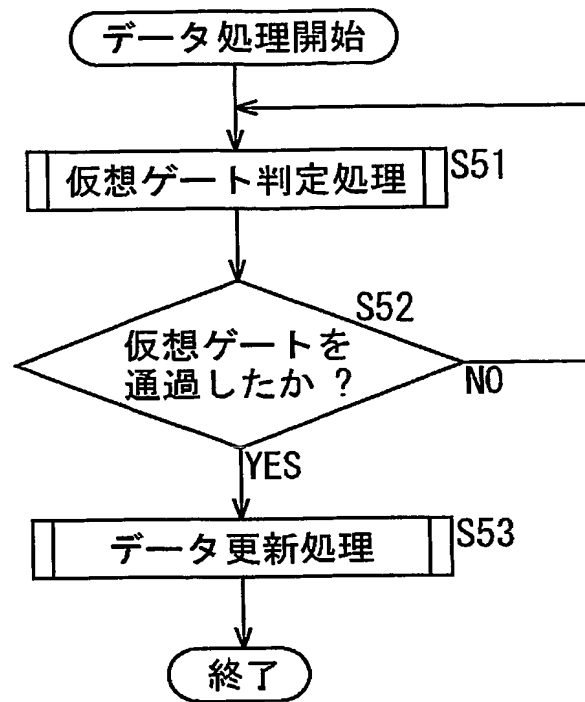 データ処理開始
仮想ゲート判定処理
S51
S52
仮想ゲートを
通過したか?
NO
YES
データ更新処理
S53
終了